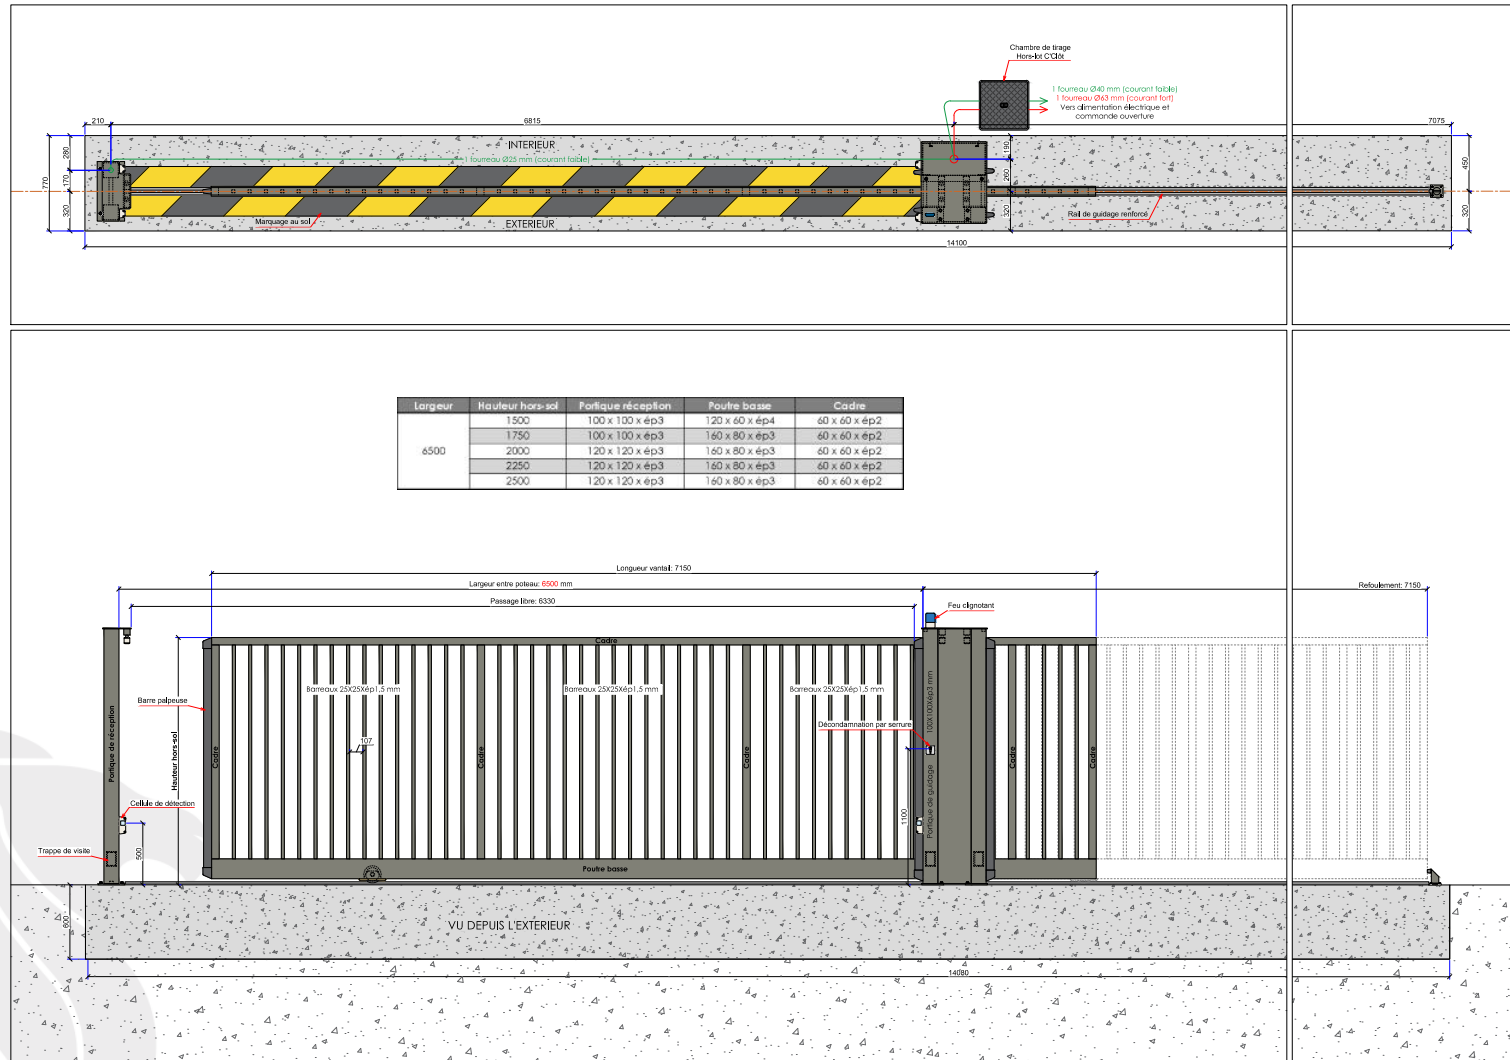 Chambre de tirage
Hors-lot C'Clôt
1 fourreau Ø40 mm (courant faible)
1 fourreau Ø63 mm (courant fort)
Vers alimentation électrique et
commande ouverture
210
6815
7075
INTERIEUR
1 fourreau Ø25 mm (courant faible)
770
280
170
320
190
260
320
450
320
Marquage au sol
EXTERIEUR
Rail de guidage renforcé
14100
Largeur Hauteur hors-sol Portique réception Poutre basse Cadre
6500
1500 100 x 100 x ép3 120 x 60 x ép4 60 x 60 x ép2
1750 100 x 100 x ép3 160 x 80 x ép3 60 x 60 x ép2
2000 120 x 120 x ép3 160 x 80 x ép3 60 x 60 x ép2
2250 120 x 120 x ép3 160 x 80 x ép3 60 x 60 x ép2
2500 120 x 120 x ép3 160 x 80 x ép3 60 x 60 x ép2
Longueur vantail: 7150
Largeur entre poteau: 6500 mm
Refoulement: 7150
Passage libre: 6330
Feu clignotant
Cadre
Barreaux 25X25Xép1,5 mm
Barreaux 25X25Xép1,5 mm
Barreaux 25X25Xép1,5 mm
Barre palpeuse
Décondamnation par serrure
107
Portique de réception
Hauteur hors-sol
Cadre
Cadre
Cadre
Portique de guidage 100X100Xép3 mm
Cadre
Cadre
Cellule de détection
1100
500
Trappe de visite
Poutre basse
600
VU DEPUIS L'EXTERIEUR
14080